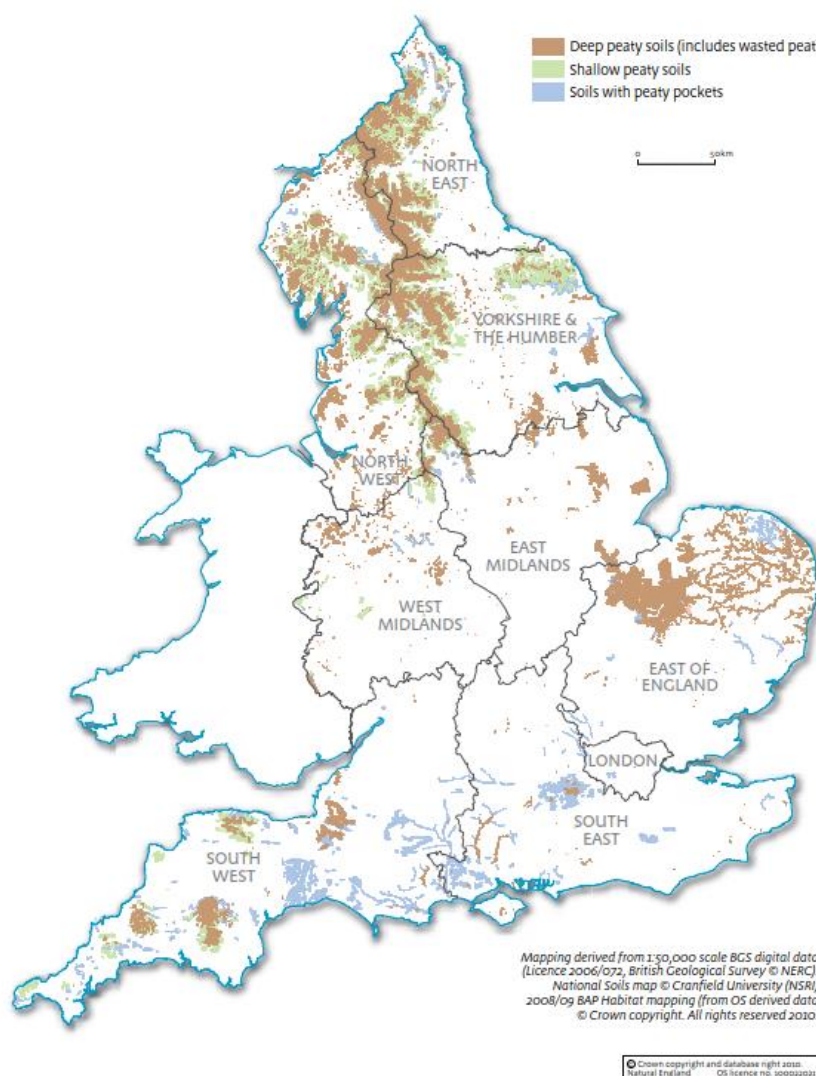 Deep peaty soils (includes wasted peat
Shallow peaty soils
Soils with peaty pockets
0 50km
NORTH
EAST
YORKSHIRE &
THE HUMBER
NORTH
WEST
EAST
MIDLANDS
WEST
MIDLANDS
EAST OF
ENGLAND
LONDON
SOUTH
EAST
SOUTH
WEST
Mapping derived from 1:50,000 scale BGS digital data
(Licence 2006/072, British Geological Survey © NERC)
National Soils map © Cranfield University (NSRI)
2008/09 BAP Habitat mapping (from OS derived data
© Crown copyright. All rights reserved 2010
© Crown copyright and database right 2010.
Natural England OS licence no. 100022021